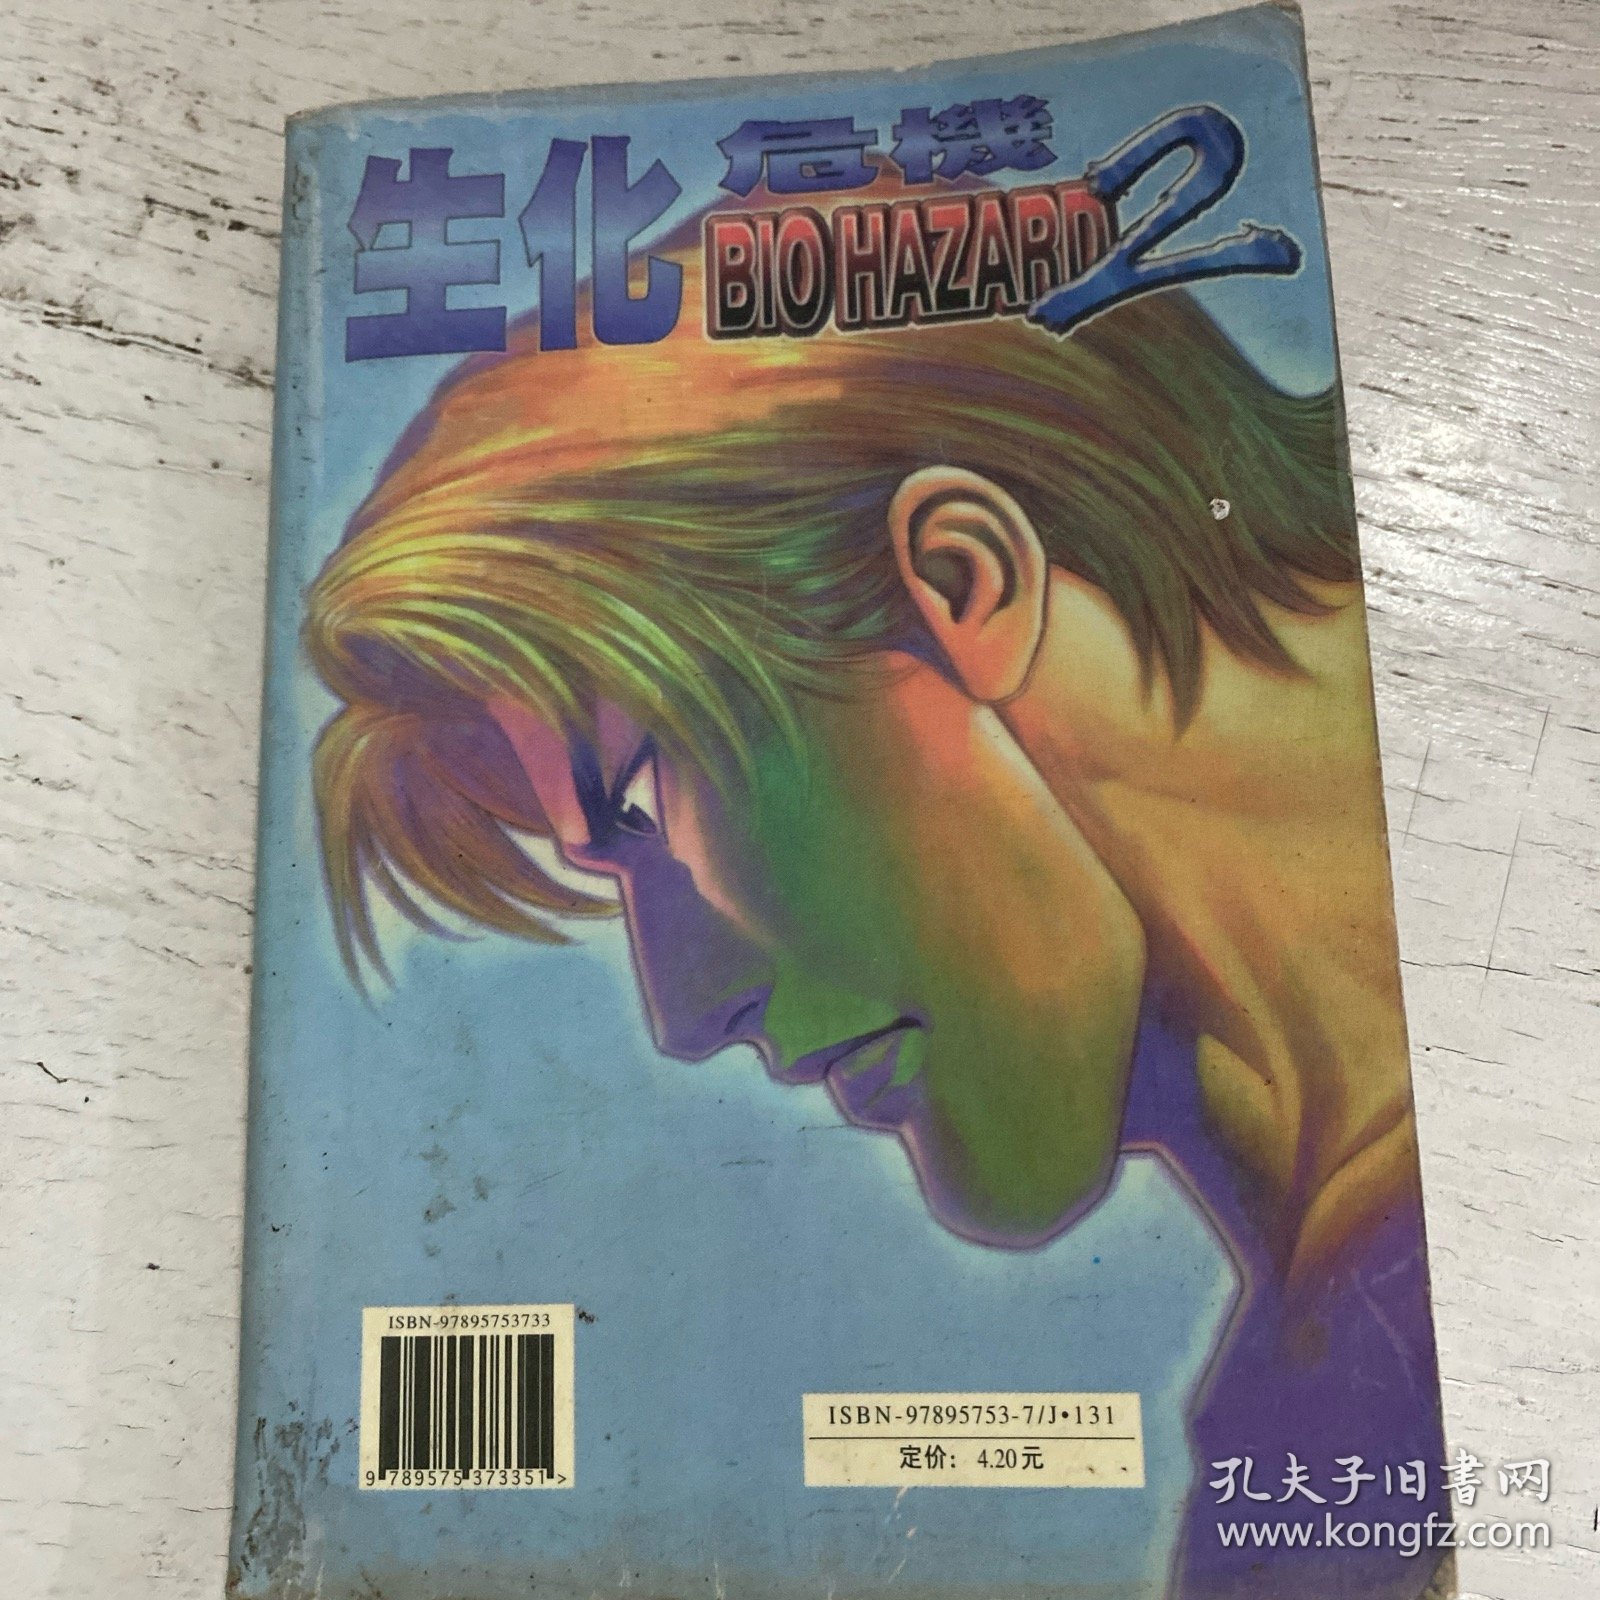 生化危機
BIO HAZARD 2
ISBN-97895753733
9 789575 373351 >
ISBN-97895753-7/J•131
定价: 4.20元
孔夫子旧书网
www.kongfz.com